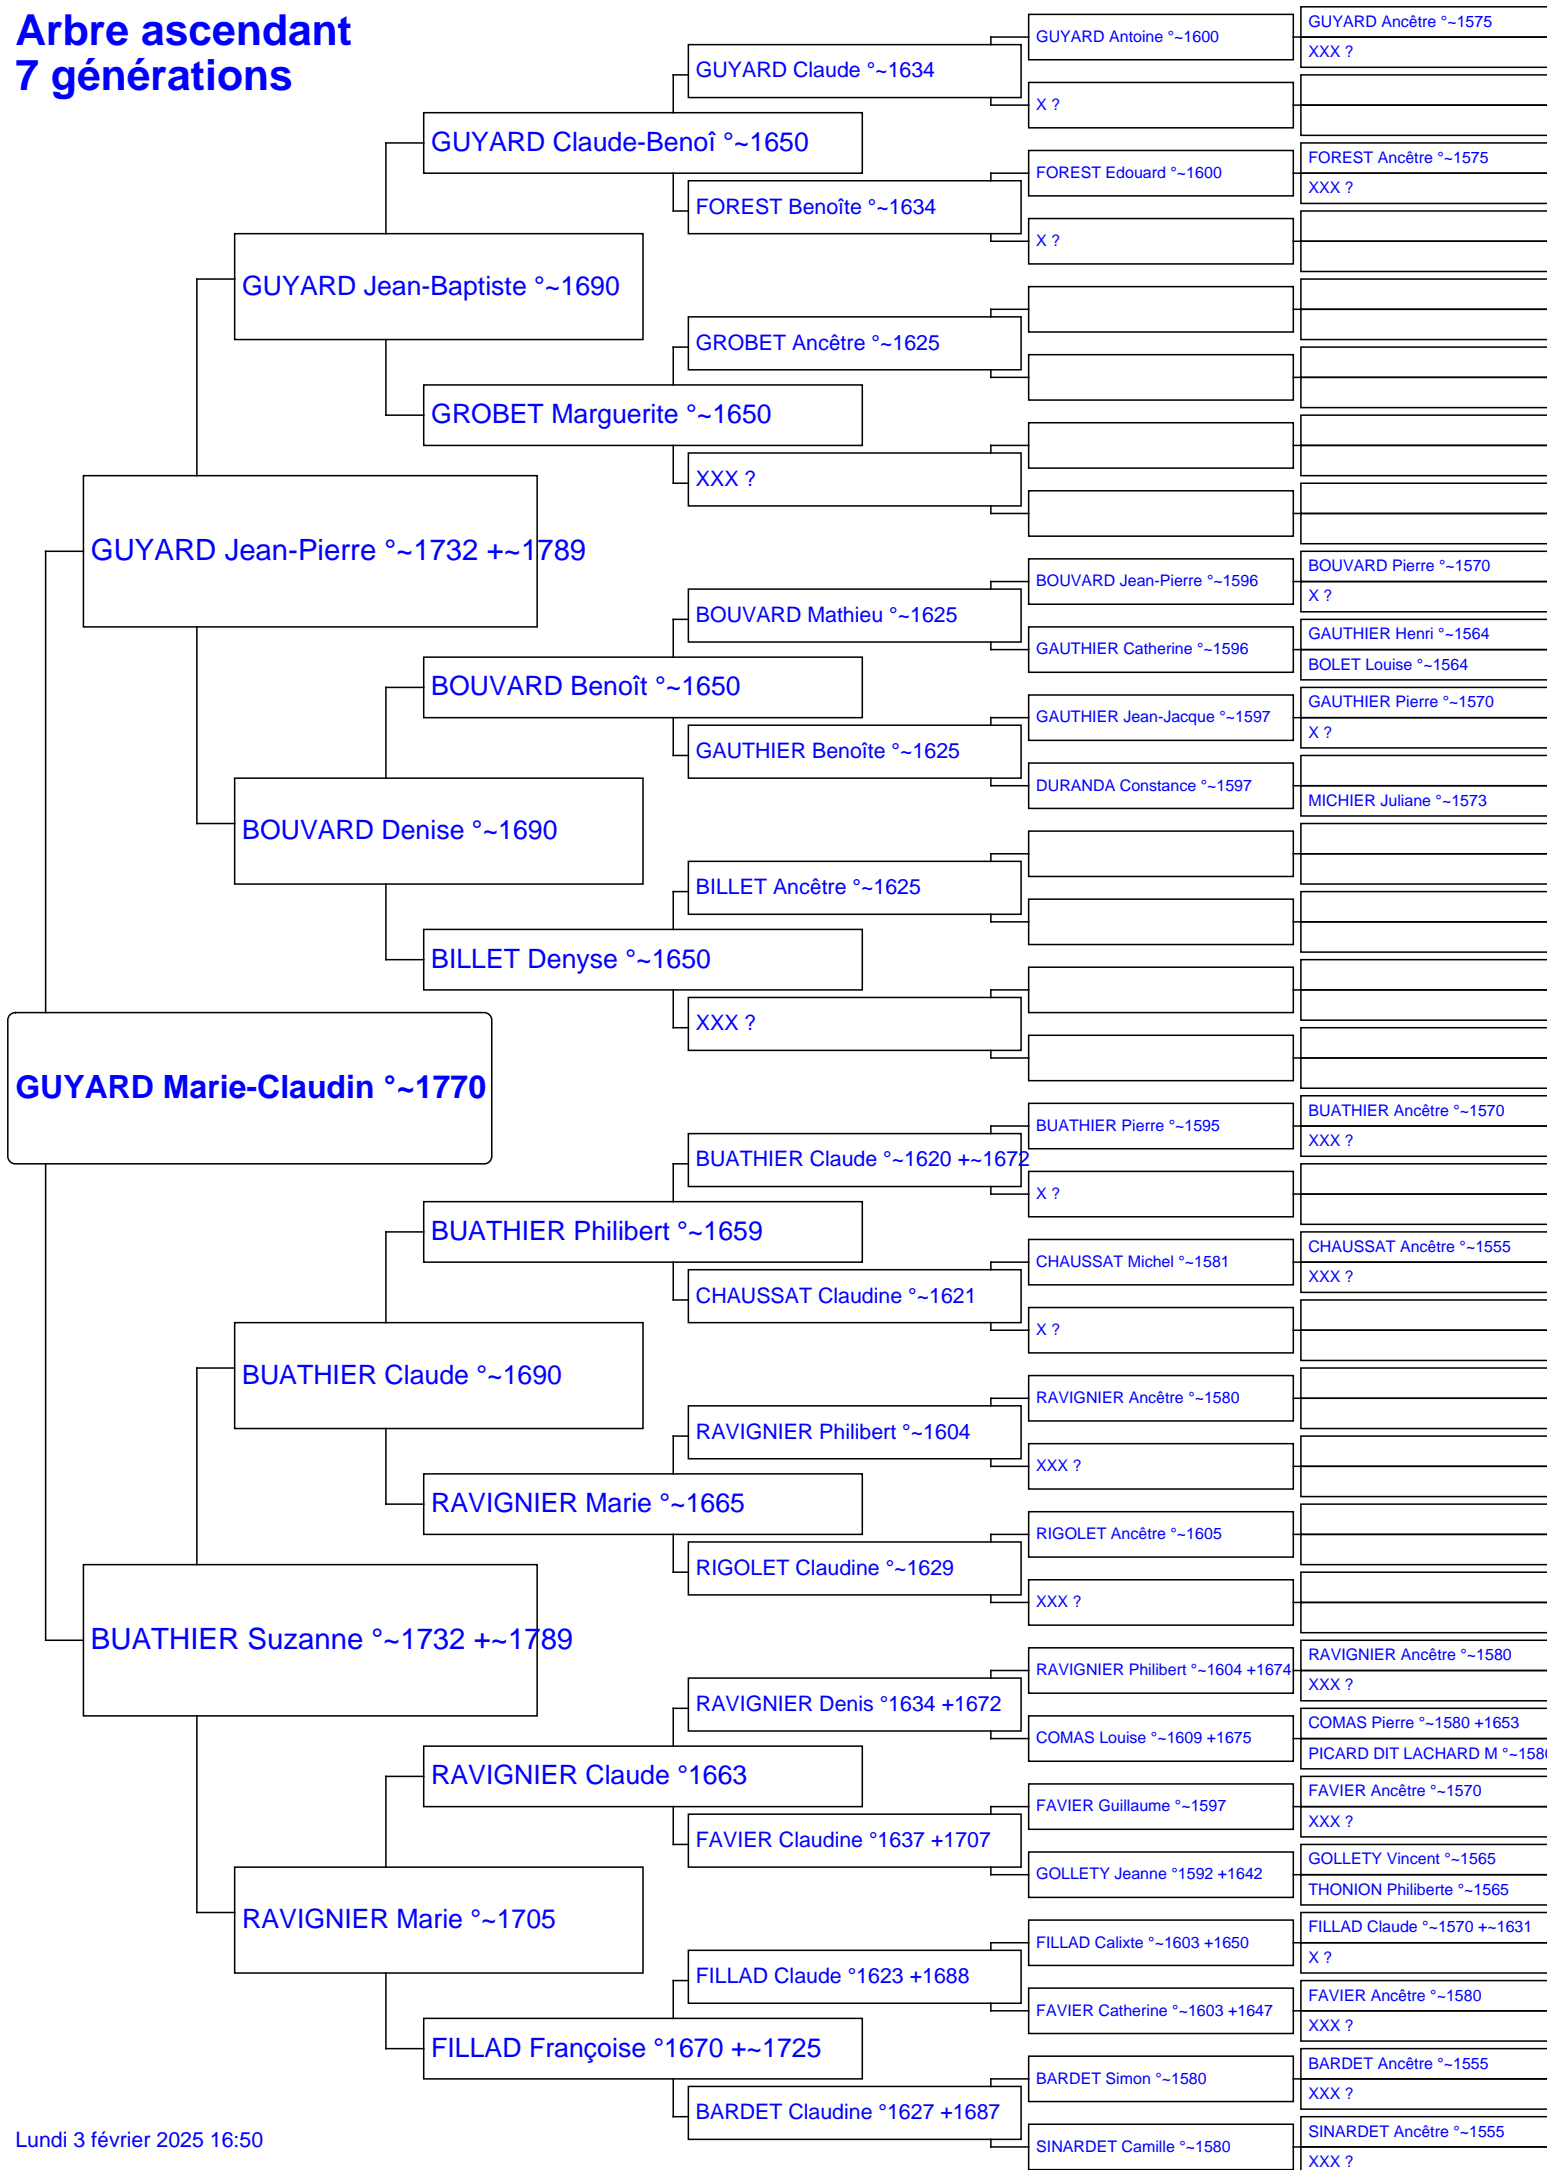 Arbre ascendant
7 générations
GUYARD Marie-Claudin °~1770
GUYARD Jean-Pierre °~1732 +~1789
BUATHIER Suzanne °~1732 +~1789
GUYARD Jean-Baptiste °~1690
BOUVARD Denise °~1690
BUATHIER Claude °~1690
RAVIGNIER Marie °~1705
GUYARD Claude-Benoî °~1650
GROBET Marguerite °~1650
BOUVARD Benoît °~1650
BILLET Denyse °~1650
BUATHIER Philibert °~1659
RAVIGNIER Marie °~1665
RAVIGNIER Claude °1663
FILLAD Françoise °1670 +~1725
GUYARD Claude °~1634
FOREST Benoîte °~1634
GROBET Ancêtre °~1625
XXX ?
BOUVARD Mathieu °~1625
GAUTHIER Benoîte °~1625
BILLET Ancêtre °~1625
XXX ?
BUATHIER Claude °~1620 +~1672
CHAUSSAT Claudine °~1621
RAVIGNIER Philibert °~1604
RIGOLET Claudine °~1629
RAVIGNIER Denis °1634 +1672
FAVIER Claudine °1637 +1707
FILLAD Claude °1623 +1688
BARDET Claudine °1627 +1687
GUYARD Antoine °~1600
X ?
FOREST Edouard °~1600
X ?
BOUVARD Jean-Pierre °~1596
GAUTHIER Catherine °~1596
GAUTHIER Jean-Jacque °~1597
DURANDA Constance °~1597
BUATHIER Pierre °~1595
X ?
CHAUSSAT Michel °~1581
X ?
RAVIGNIER Ancêtre °~1580
XXX ?
RIGOLET Ancêtre °~1605
XXX ?
RAVIGNIER Philibert °~1604 +1674
COMAS Louise °~1609 +1675
FAVIER Guillaume °~1597
GOLLETY Jeanne °1592 +1642
FILLAD Calixte °~1603 +1650
FAVIER Catherine °~1603 +1647
BARDET Simon °~1580
SINARDET Camille °~1580
GUYARD Ancêtre °~1575
XXX ?
FOREST Ancêtre °~1575
XXX ?
BOUVARD Pierre °~1570
X ?
GAUTHIER Henri °~1564
BOLET Louise °~1564
GAUTHIER Pierre °~1570
X ?
MICHIER Juliane °~1573
BUATHIER Ancêtre °~1570
XXX ?
CHAUSSAT Ancêtre °~1555
XXX ?
RAVIGNIER Ancêtre °~1580
XXX ?
COMAS Pierre °~1580 +1653
PICARD DIT LACHARD M °~1580
FAVIER Ancêtre °~1570
XXX ?
GOLLETY Vincent °~1565
THONION Philiberte °~1565
FILLAD Claude °~1570 +~1631
X ?
FAVIER Ancêtre °~1580
XXX ?
BARDET Ancêtre °~1555
XXX ?
SINARDET Ancêtre °~1555
XXX ?
Lundi 3 février 2025 16:50